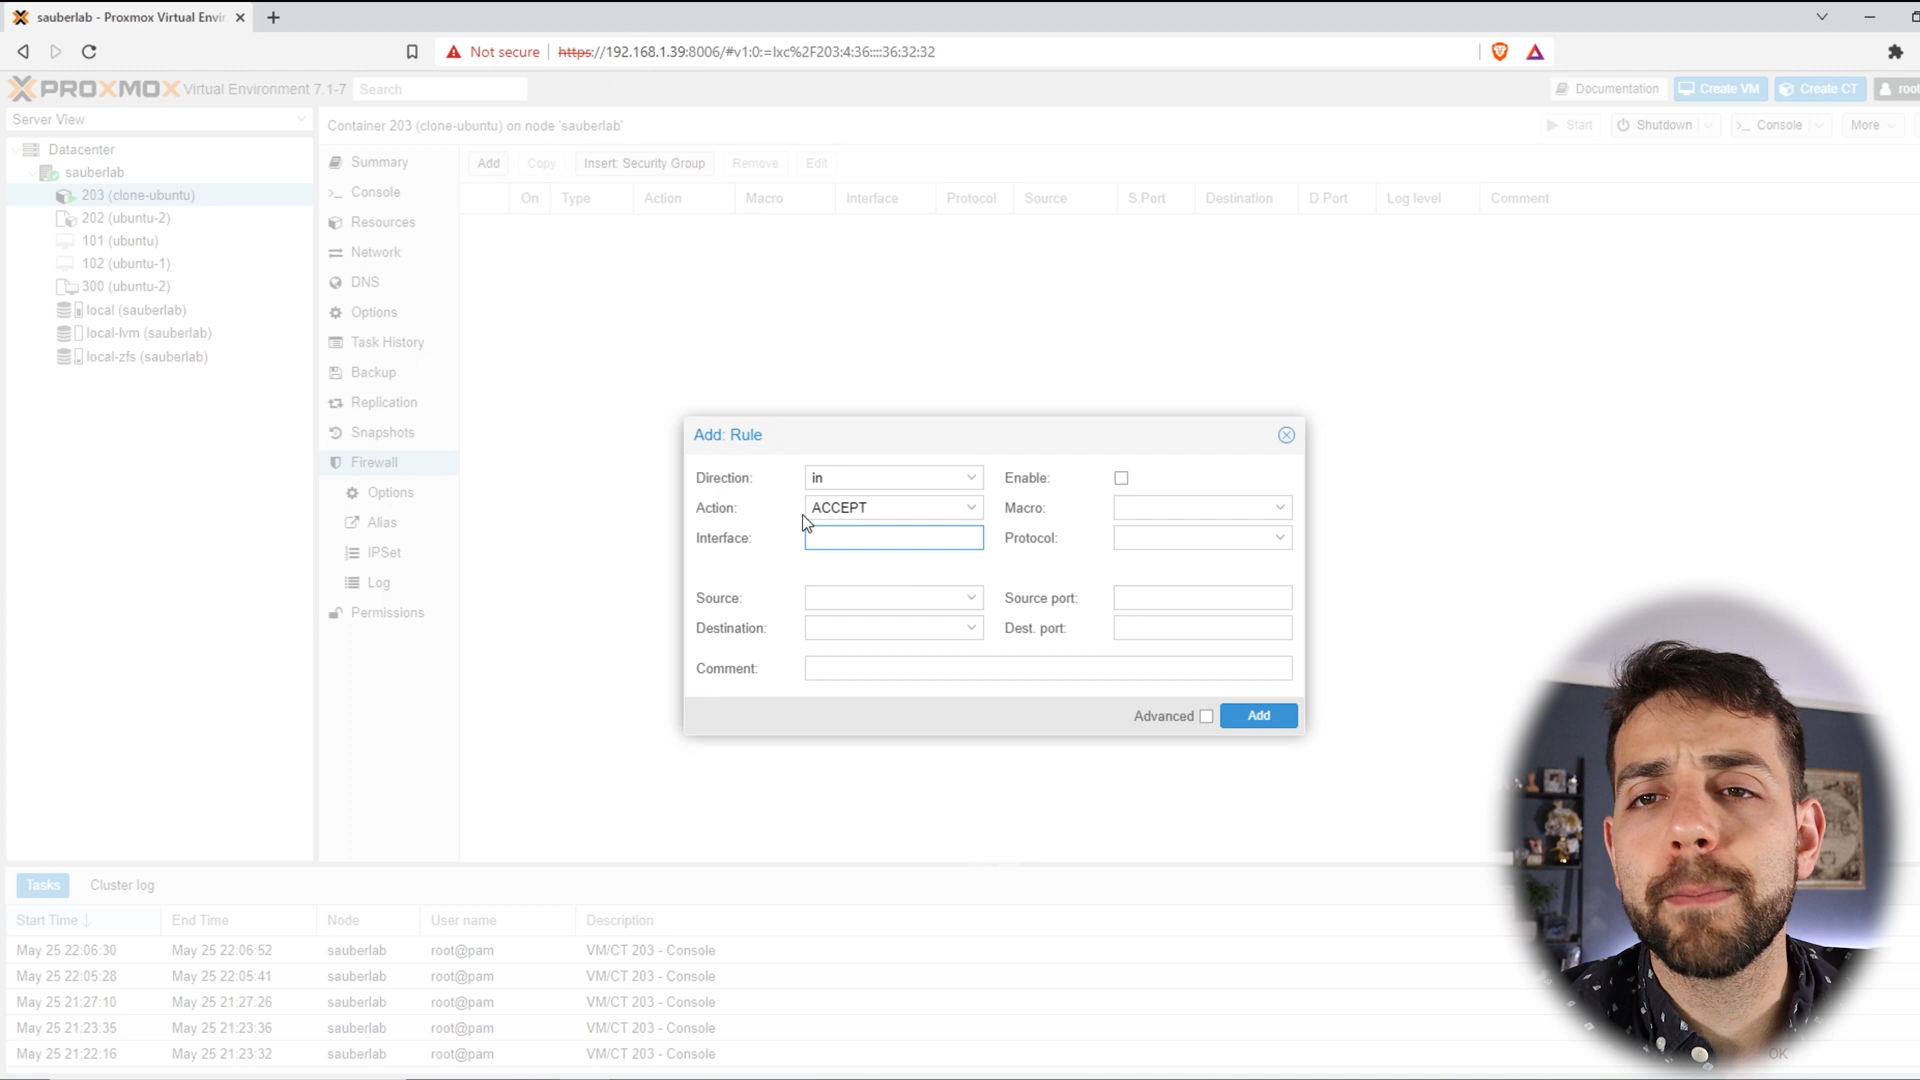 sauberlab - Proxmox Virtual Envir
Not secure https://192.168.1.39:8006/#v1:0:=lxc%2F203:4:36::::36:32:32
PROXMOX Virtual Environment 7.1-7 Search
Documentation Create VM Create CT root
Server View
Container 203 (clone-ubuntu) on node 'sauberlab'
Start Shutdown Console More
Datacenter
sauberlab
203 (clone-ubuntu)
202 (ubuntu-2)
101 (ubuntu)
102 (ubuntu-1)
300 (ubuntu-2)
local (sauberlab)
local-lvm (sauberlab)
local-zfs (sauberlab)
Summary
Console
Resources
Network
DNS
Options
Task History
Backup
Replication
Snapshots
Firewall
Options
Alias
IPSet
Log
Permissions
Add Copy Insert: Security Group Remove Edit
On Type Action Macro Interface Protocol Source S.Port Destination D.Port Log level Comment
Add: Rule
Direction: in Enable:
Action: ACCEPT Macro:
Interface: Protocol:
Source: Source port:
Destination: Dest. port:
Comment:
Advanced Add
Tasks Cluster log
Start Time End Time Node User name Description
May 25 22:06:30 May 25 22:06:52 sauberlab root@pam VM/CT 203 - Console
May 25 22:05:28 May 25 22:05:41 sauberlab root@pam VM/CT 203 - Console
May 25 21:27:10 May 25 21:27:26 sauberlab root@pam VM/CT 203 - Console
May 25 21:23:35 May 25 21:23:36 sauberlab root@pam VM/CT 203 - Console
May 25 21:22:16 May 25 21:23:32 sauberlab root@pam VM/CT 203 - Console
OK